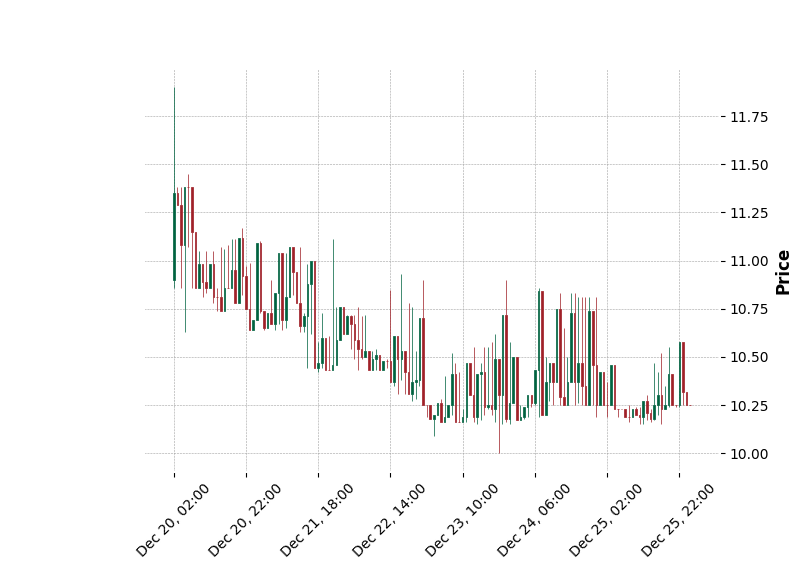 11.75
11.50
11.25
11.00
10.75
10.50
10.25
10.00
Price
Dec 20, 02:00
Dec 20, 22:00
Dec 21, 18:00
Dec 22, 14:00
Dec 23, 10:00
Dec 24, 06:00
Dec 25, 02:00
Dec 25, 22:00